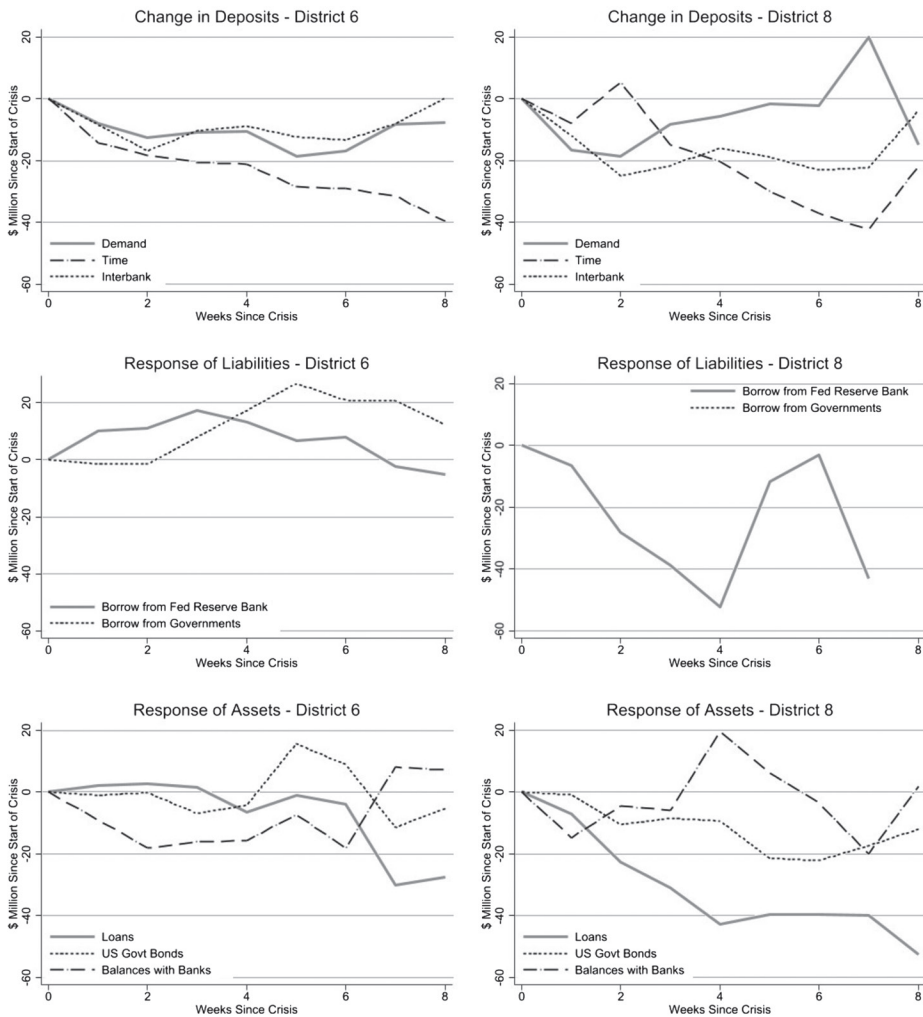 Change in Deposits - District 6
$ Million Since Start of Crisis
20
0
-20
-40
-60
Demand
Time
Interbank
0 2 4 6 8
Weeks Since Crisis
Change in Deposits - District 8
$ Million Since Start of Crisis
20
0
-20
-40
-60
Demand
Time
Interbank
0 2 4 6 8
Weeks Since Crisis
Response of Liabilities - District 6
$ Million Since Start of Crisis
20
0
-20
-40
-60
Borrow from Fed Reserve Bank
Borrow from Governments
0 2 4 6 8
Weeks Since Crisis
Response of Liabilities - District 8
$ Million Since Start of Crisis
20
0
-20
-40
-60
Borrow from Fed Reserve Bank
Borrow from Governments
0 2 4 6 8
Weeks Since Crisis
Response of Assets - District 6
$ Million Since Start of Crisis
20
0
-20
-40
-60
Loans
US Govt Bonds
Balances with Banks
0 2 4 6 8
Weeks Since Crisis
Response of Assets - District 8
$ Million Since Start of Crisis
20
0
-20
-40
-60
Loans
US Govt Bonds
Balances with Banks
0 2 4 6 8
Weeks Since Crisis